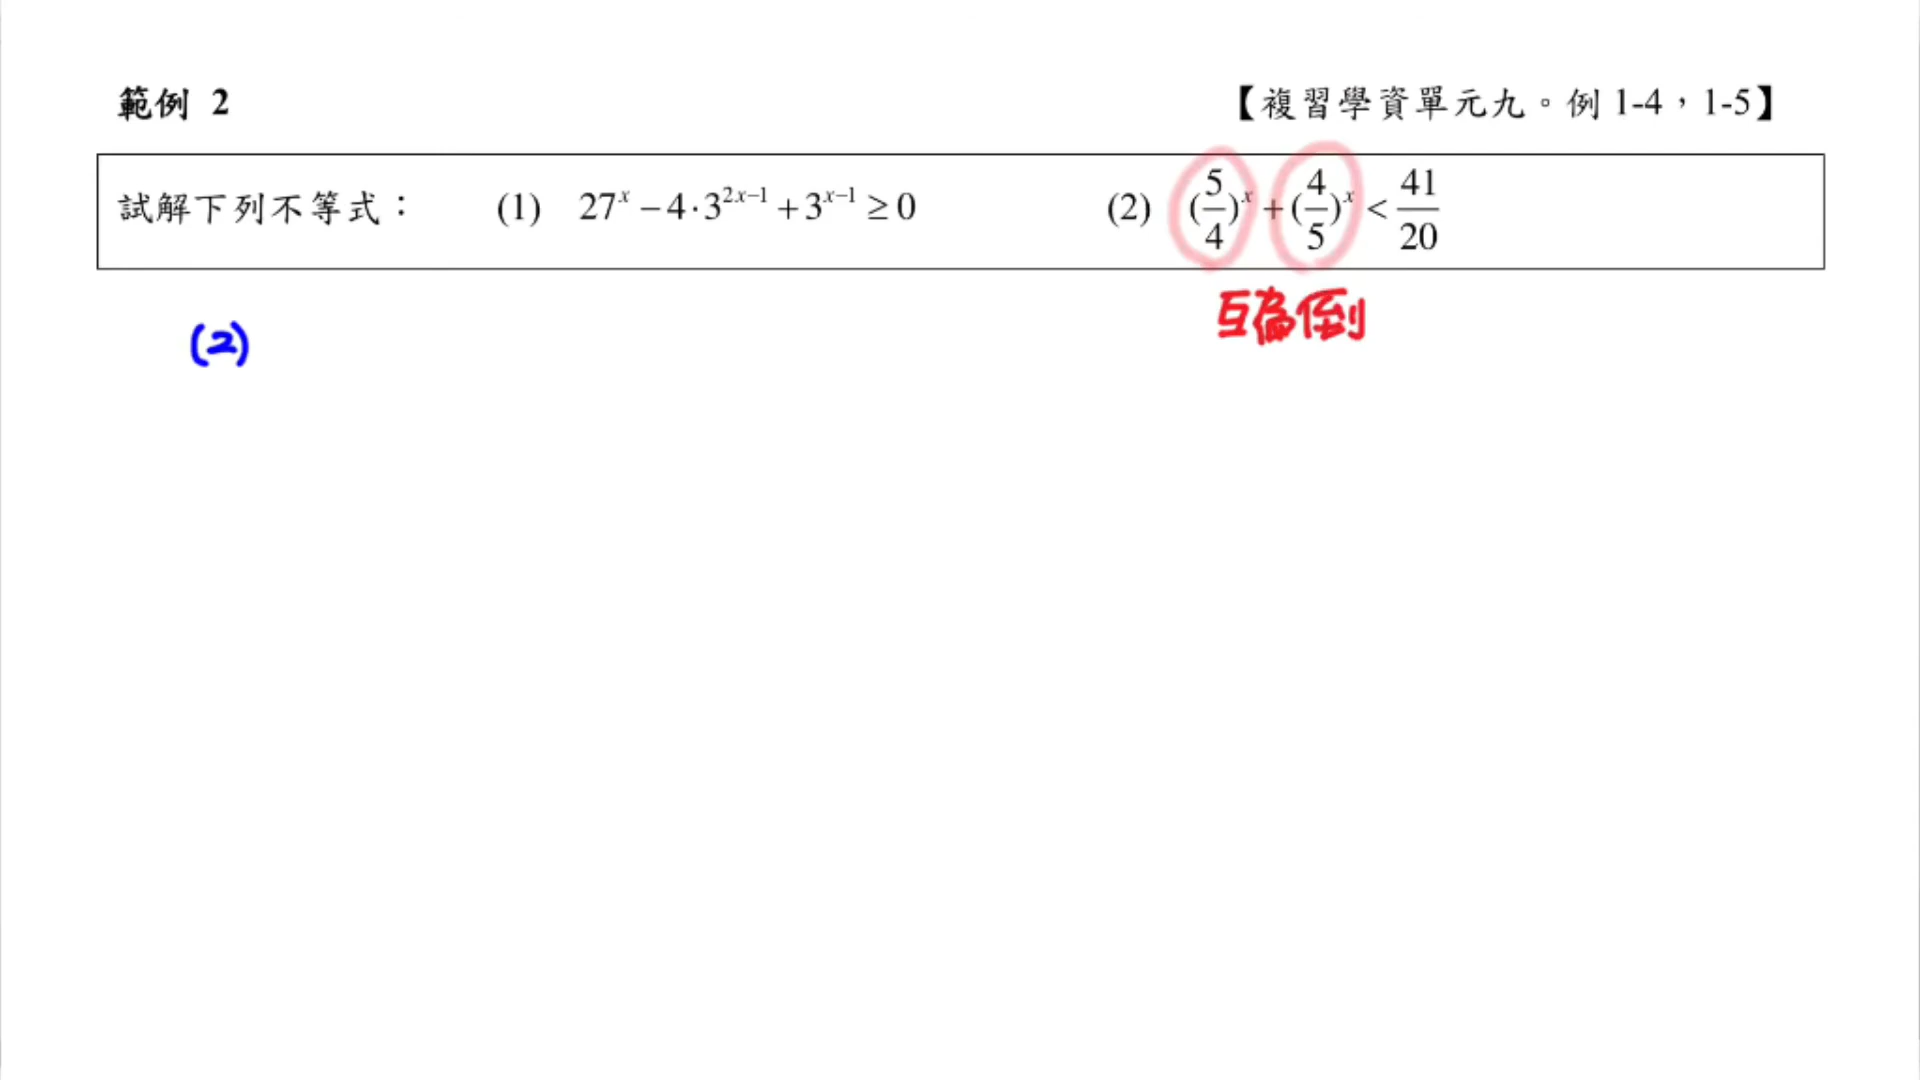 範例 2 【複習學資單元九。例 1-4，1-5】
試解下列不等式： (1) 27^x − 4·3^{2x−1} + 3^{x−1} ≥ 0 (2) (5/4)^x + (4/5)^x < 41/20
互為倒
(2)